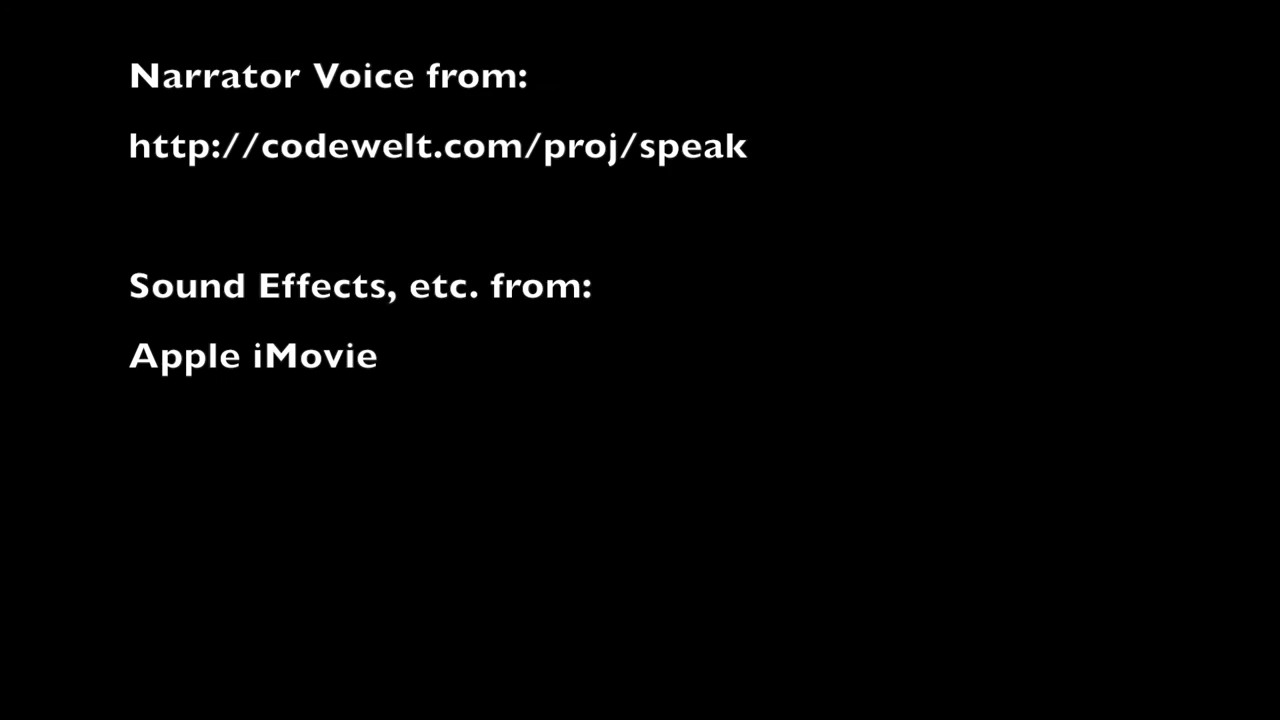 Narrator Voice from:
http://codewelt.com/proj/speak
Sound Effects, etc. from:
Apple iMovie